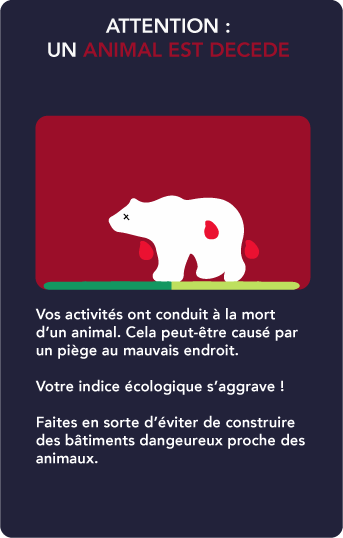 ATTENTION :
UN ANIMAL EST DECEDE
Vos activités ont conduit à la mort
d'un animal. Cela peut-être causé par
un piège au mauvais endroit.
Votre indice écologique s'aggrave !
Faites en sorte d'éviter de construire
des bâtiments dangeureux proche des
animaux.